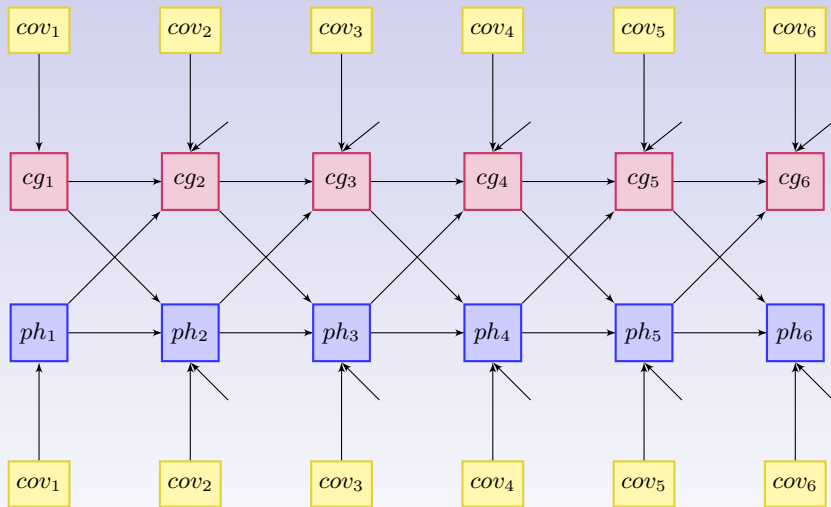 cov₁ cov₂ cov₃ cov₄ cov₅ cov₆
cg₁ cg₂ cg₃ cg₄ cg₅ cg₆
ph₁ ph₂ ph₃ ph₄ ph₅ ph₆
cov₁ cov₂ cov₃ cov₄ cov₅ cov₆